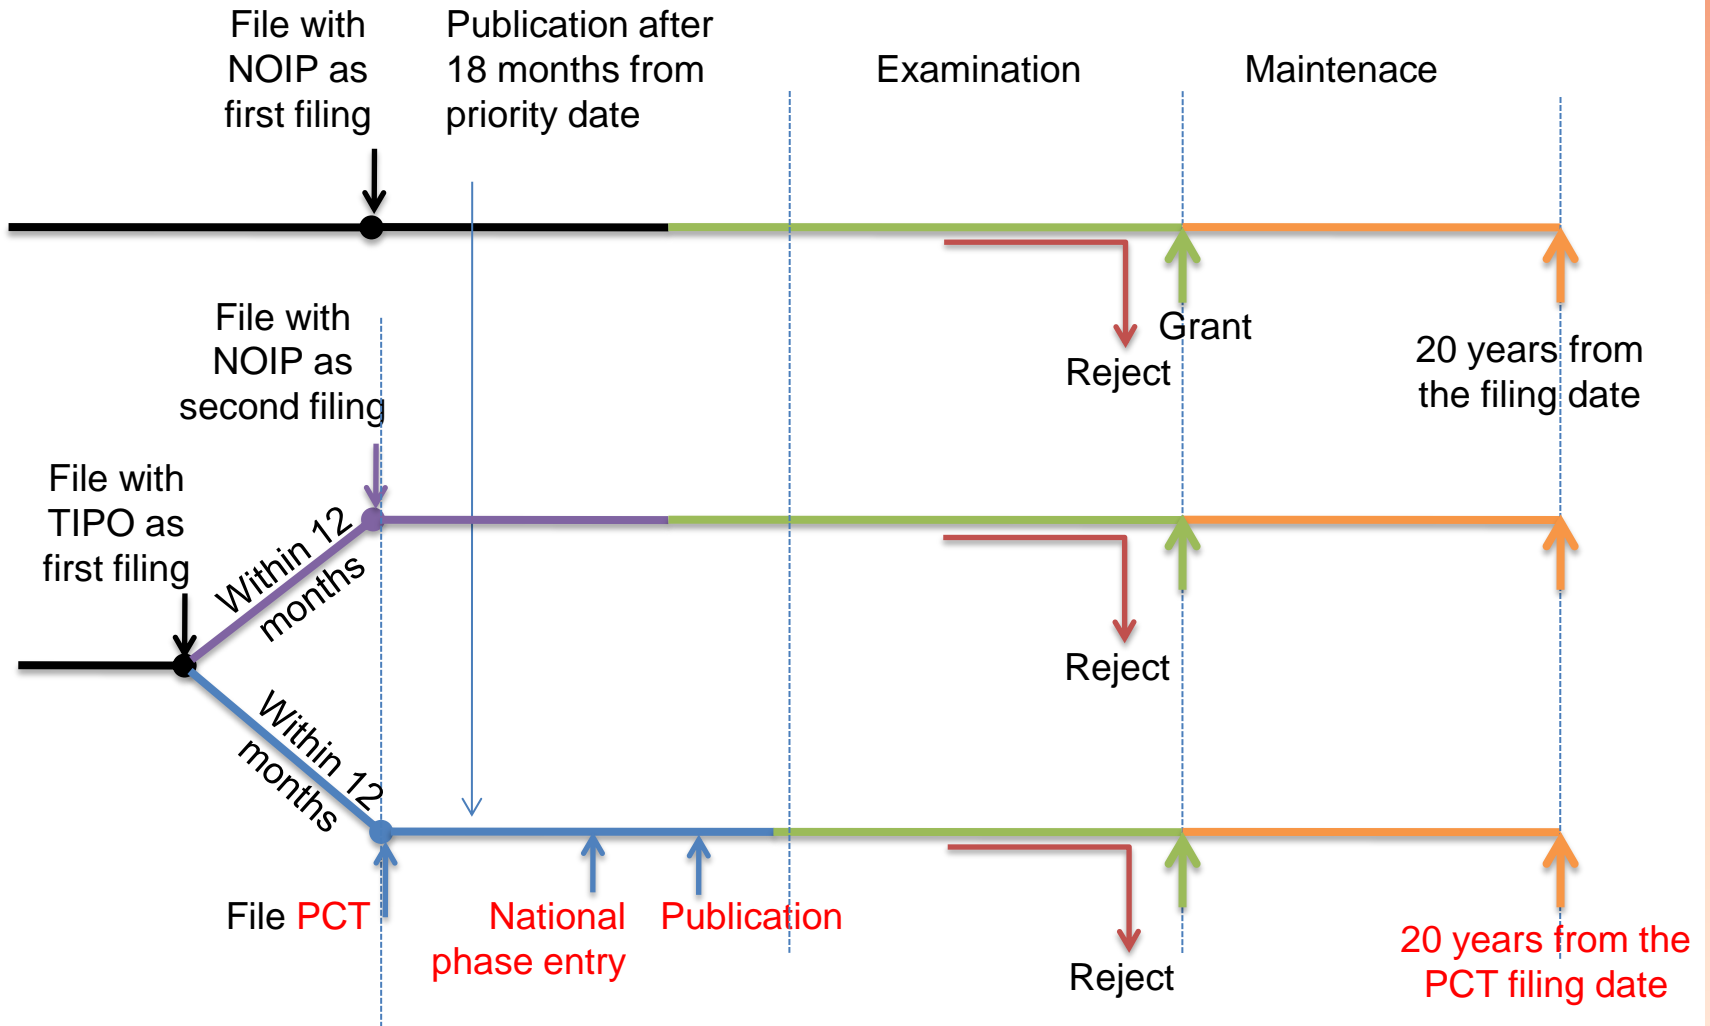 File with
NOIP as
first filing
Publication after
18 months from
priority date
Examination
Maintenace
File with
NOIP as
second filing
Grant
Reject
20 years from
the filing date
File with
TIPO as
first filing
Within 12
months
Reject
Within 12
months
File PCT
National
phase entry
Publication
Reject
20 years from the
PCT filing date